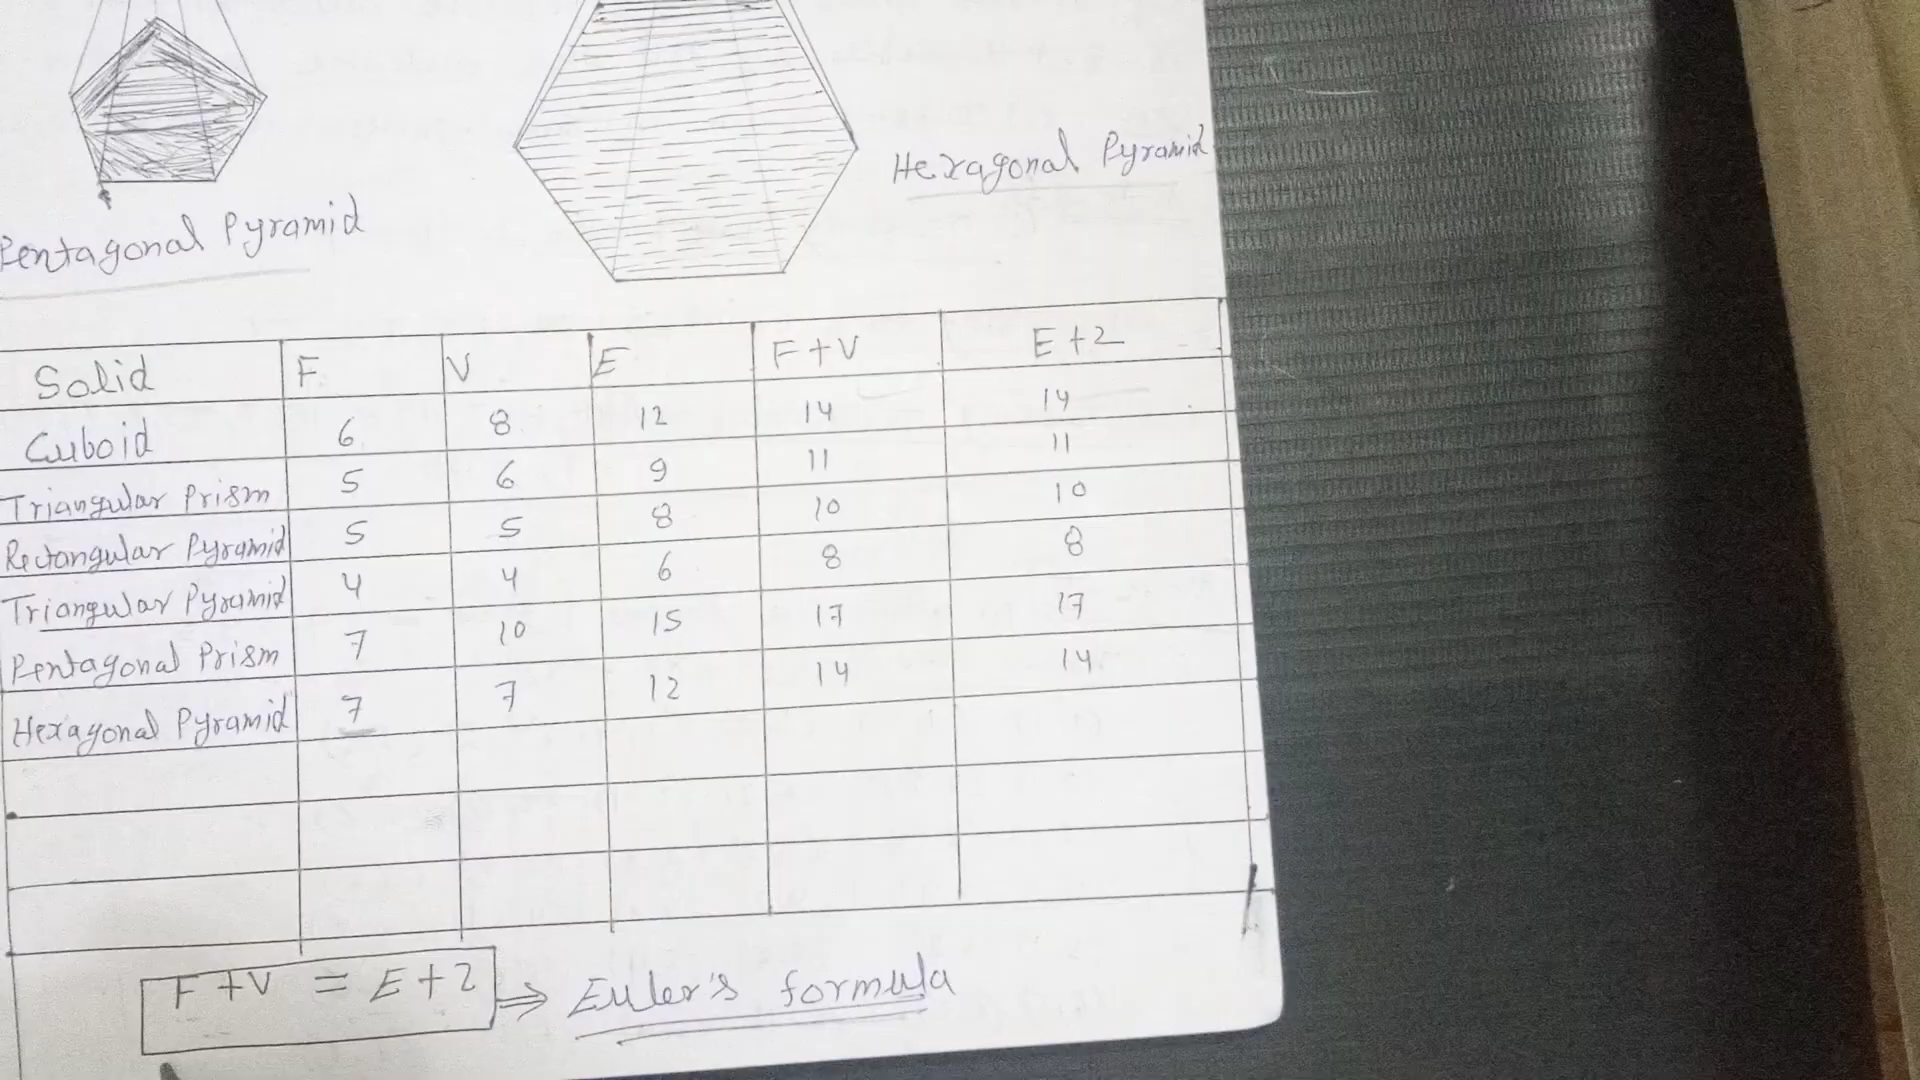 Hexagonal Pyramid
Pentagonal Pyramid
Solid F V E F+V E+2
Cuboid 6 8 12 14 14
Triangular Prism 5 6 9 11 11
Rectangular Pyramid 5 5 8 10 10
Triangular Pyramid 4 4 6 8 8
Pentagonal Prism 7 10 15 17 17
Hexagonal Pyramid 7 7 12 14 14
F+V = E+2 ⇒ Euler's formula